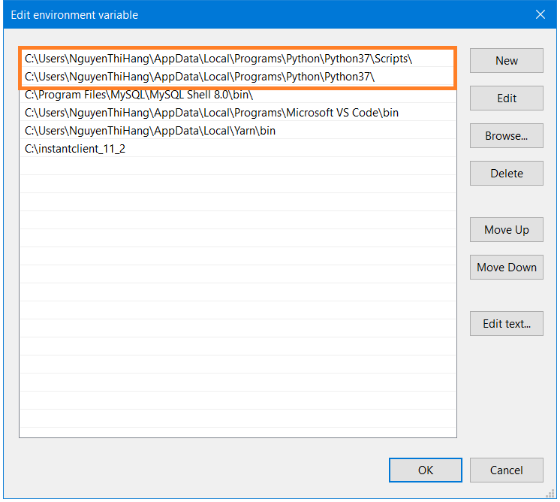 Edit environment variable
C:\Users\NguyenThiHang\AppData\Local\Programs\Python\Python37\Scripts\
C:\Users\NguyenThiHang\AppData\Local\Programs\Python\Python37\
C:\Program Files\MySQL\MySQL Shell 8.0\bin\
C:\Users\NguyenThiHang\AppData\Local\Programs\Microsoft VS Code\bin
C:\Users\NguyenThiHang\AppData\Local\Yarn\bin
C:\instantclient_11_2
New
Edit
Browse...
Delete
Move Up
Move Down
Edit text...
OK
Cancel